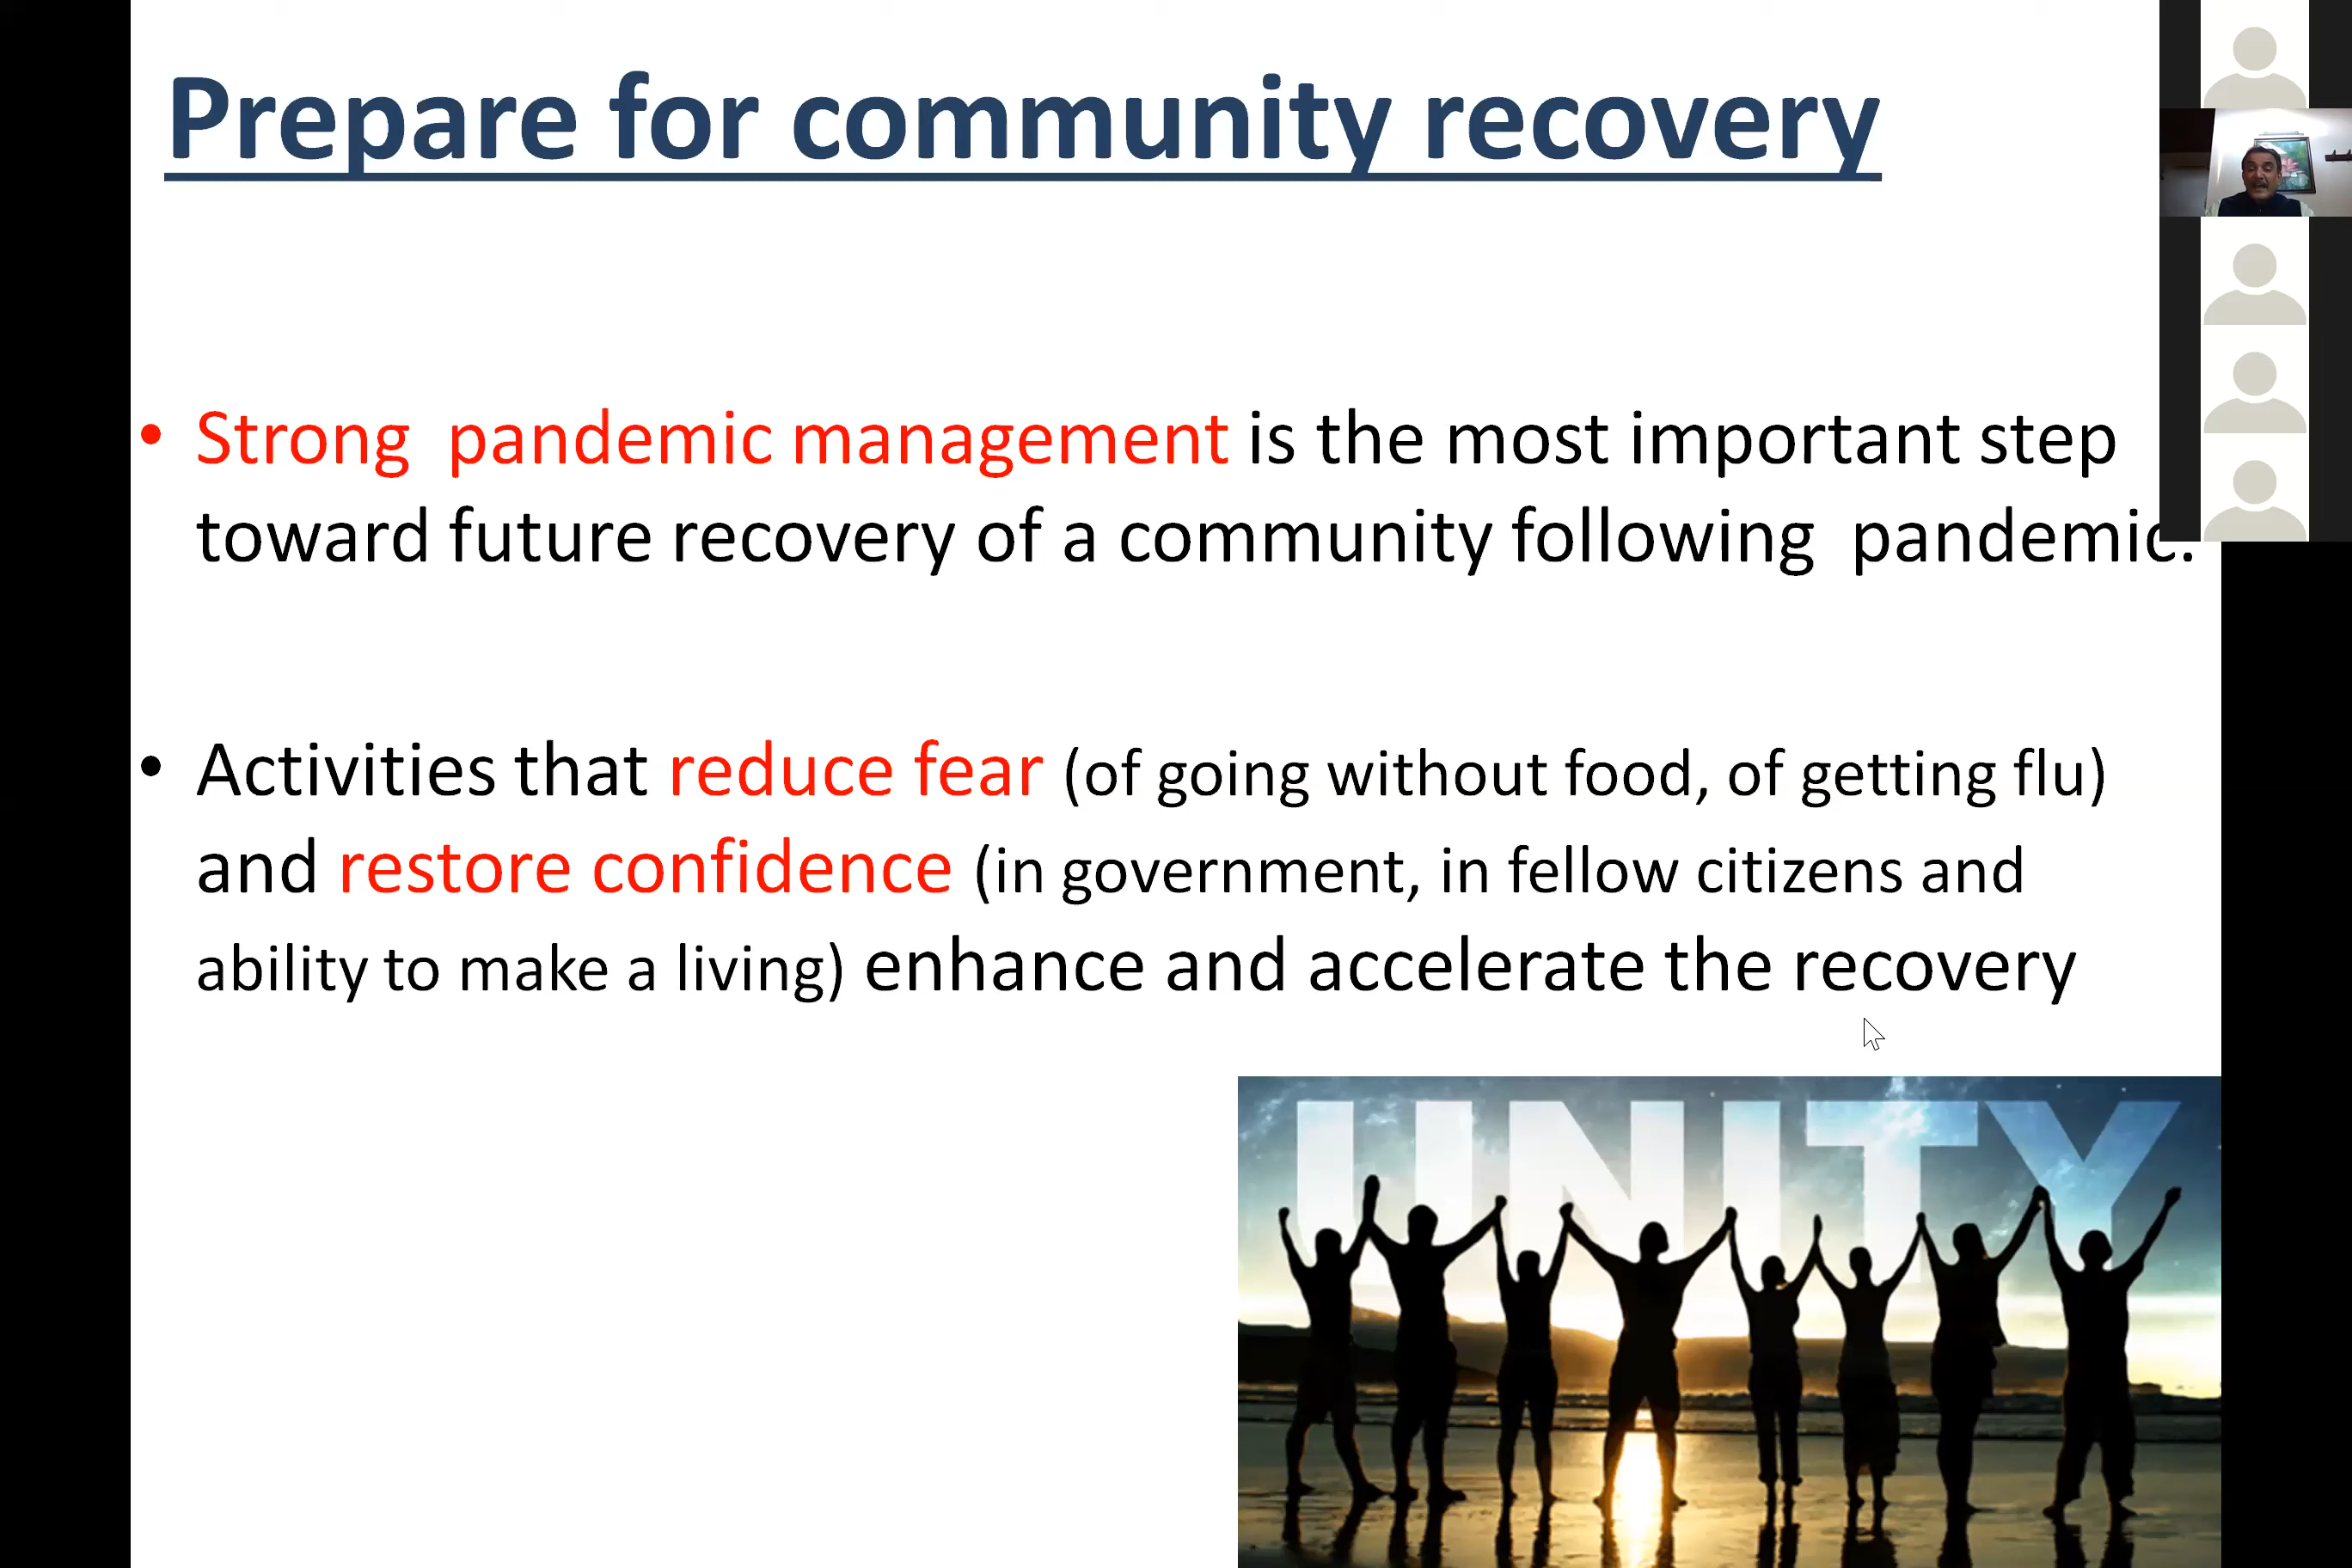 Prepare for community recovery
• Strong  pandemic management is the most important step
toward future recovery of a community following  pandemic.
• Activities that reduce fear (of going without food, of getting flu)
and restore confidence (in government, in fellow citizens and
ability to make a living) enhance and accelerate the recovery
UNITY